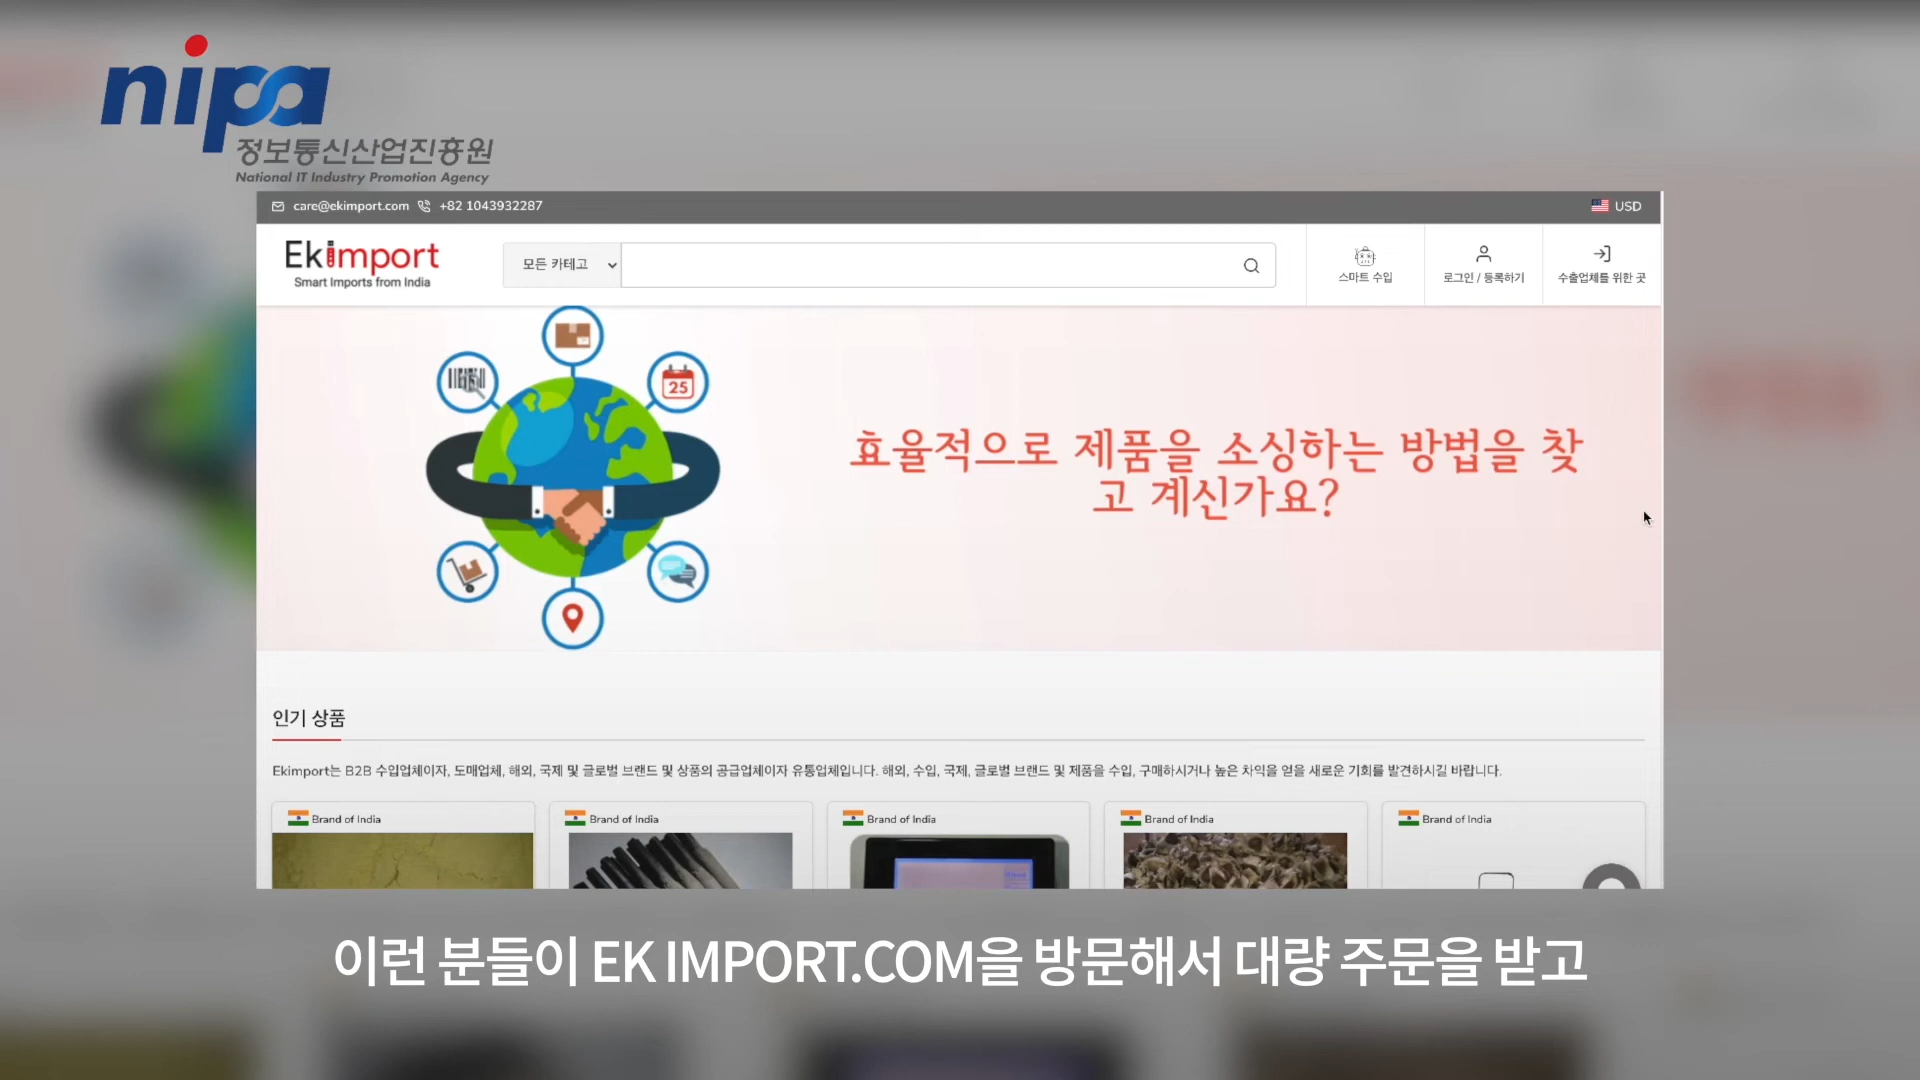 nipa
정보통신산업진흥원
National IT Industry Promotion Agency
care@ekimport.com +82 1043932287 USD
Ekimport
Smart Imports from India
모든 카테고
스마트 수입
로그인 / 등록하기
수출업체를 위한 곳
25
효율적으로 제품을 소싱하는 방법을 찾
고 계신가요?
인기 상품
Ekimport는 B2B 수입업체이자, 도매업체, 해외, 국제 및 글로벌 브랜드 및 상품의 공급업체이자 유통업체입니다. 해외, 수입, 국제, 글로벌 브랜드 및 제품을 수입, 구매하시거나 높은 차익을 얻을 새로운 기회를 발견하시길 바랍니다.
Brand of India
Brand of India
Brand of India
Brand of India
Brand of India
이런 분들이 EK IMPORT.COM을 방문해서 대량 주문을 받고